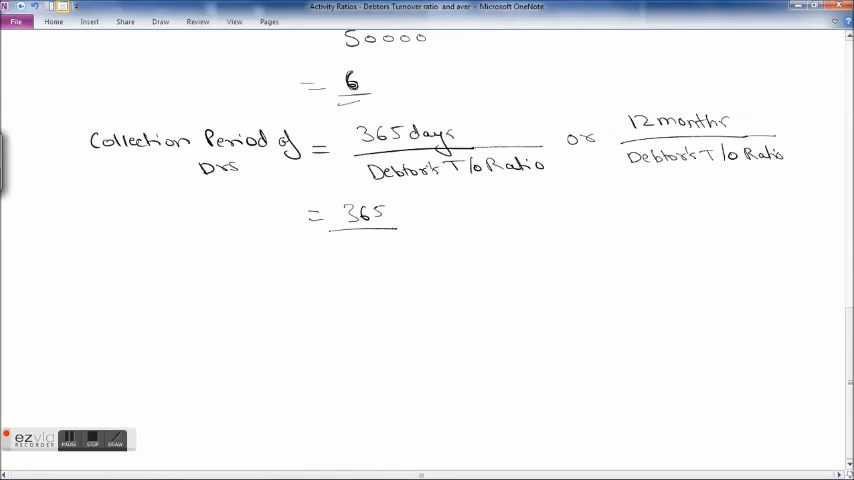 Activity Ratios - Debtors Turnover ratio and aver - Microsoft OneNote
File Home Insert Share Draw Review View Pages
50000
= 6
Collection Period of Drs = 365 days / Debtor's T/o Ratio or 12 months / Debtor's T/o Ratio
= 365
ezvid RECORDER PAUSE STOP DRAW